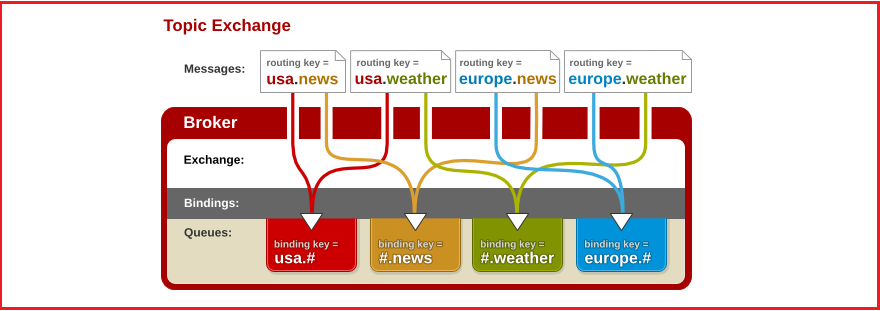 Topic Exchange
Messages:
routing key =
usa.news
routing key =
usa.weather
routing key =
europe.news
routing key =
europe.weather
Broker
Exchange:
Bindings:
Queues:
binding key =
usa.#
binding key =
#.news
binding key =
#.weather
binding key =
europe.#